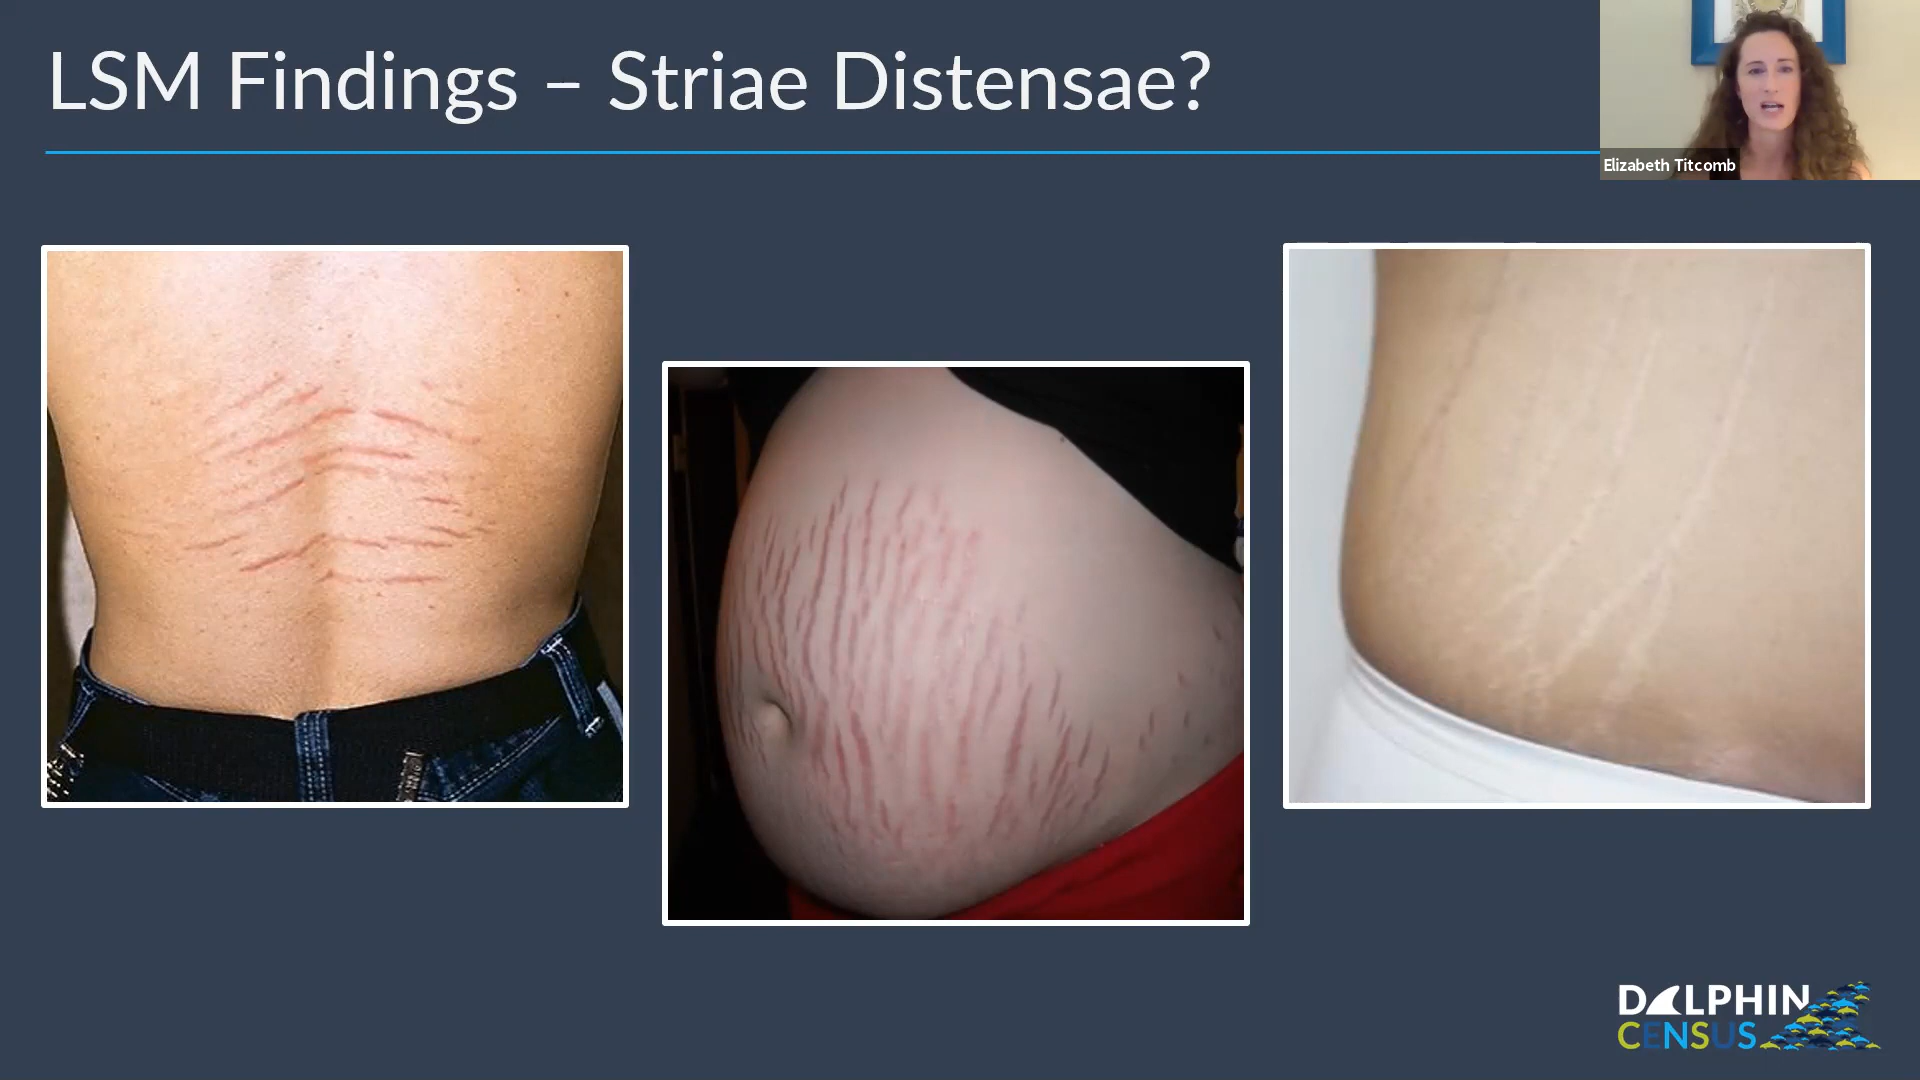 LSM Findings – Striae Distensae?
Elizabeth Titcomb
DOLPHIN
CENSUS